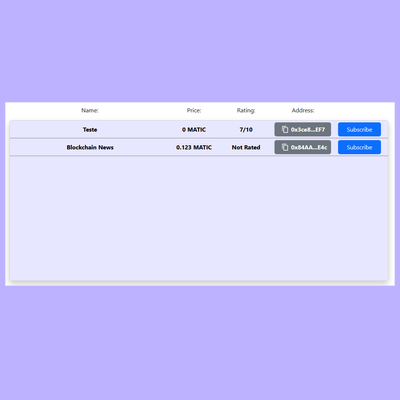 Name: Price: Rating: Address:
Teste 0 MATIC 7/10 0x3ce8...EF7 Subscribe
Blockchain News 0.123 MATIC Not Rated 0x84AA...E4c Subscribe